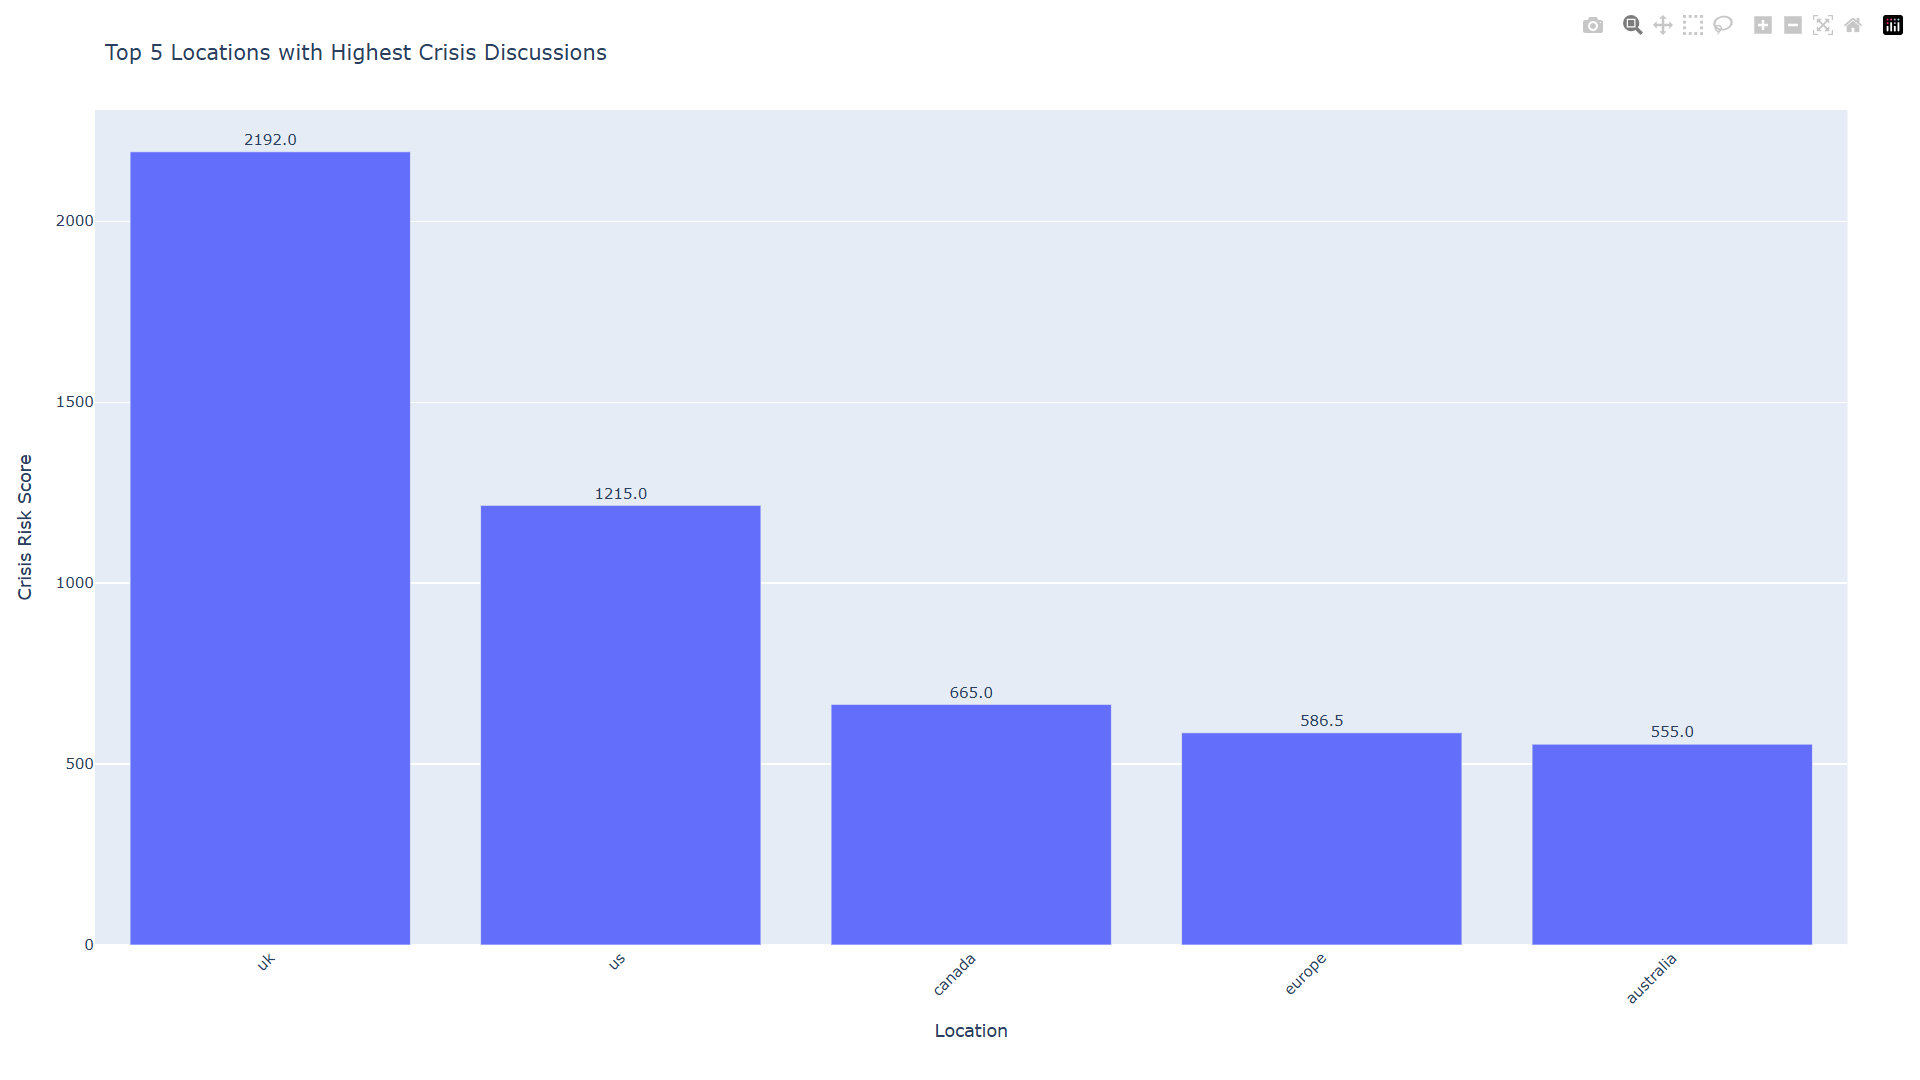 Top 5 Locations with Highest Crisis Discussions
2192.0
1215.0
665.0
586.5
555.0
2000
1500
1000
500
0
Crisis Risk Score
uk
us
canada
europe
australia
Location